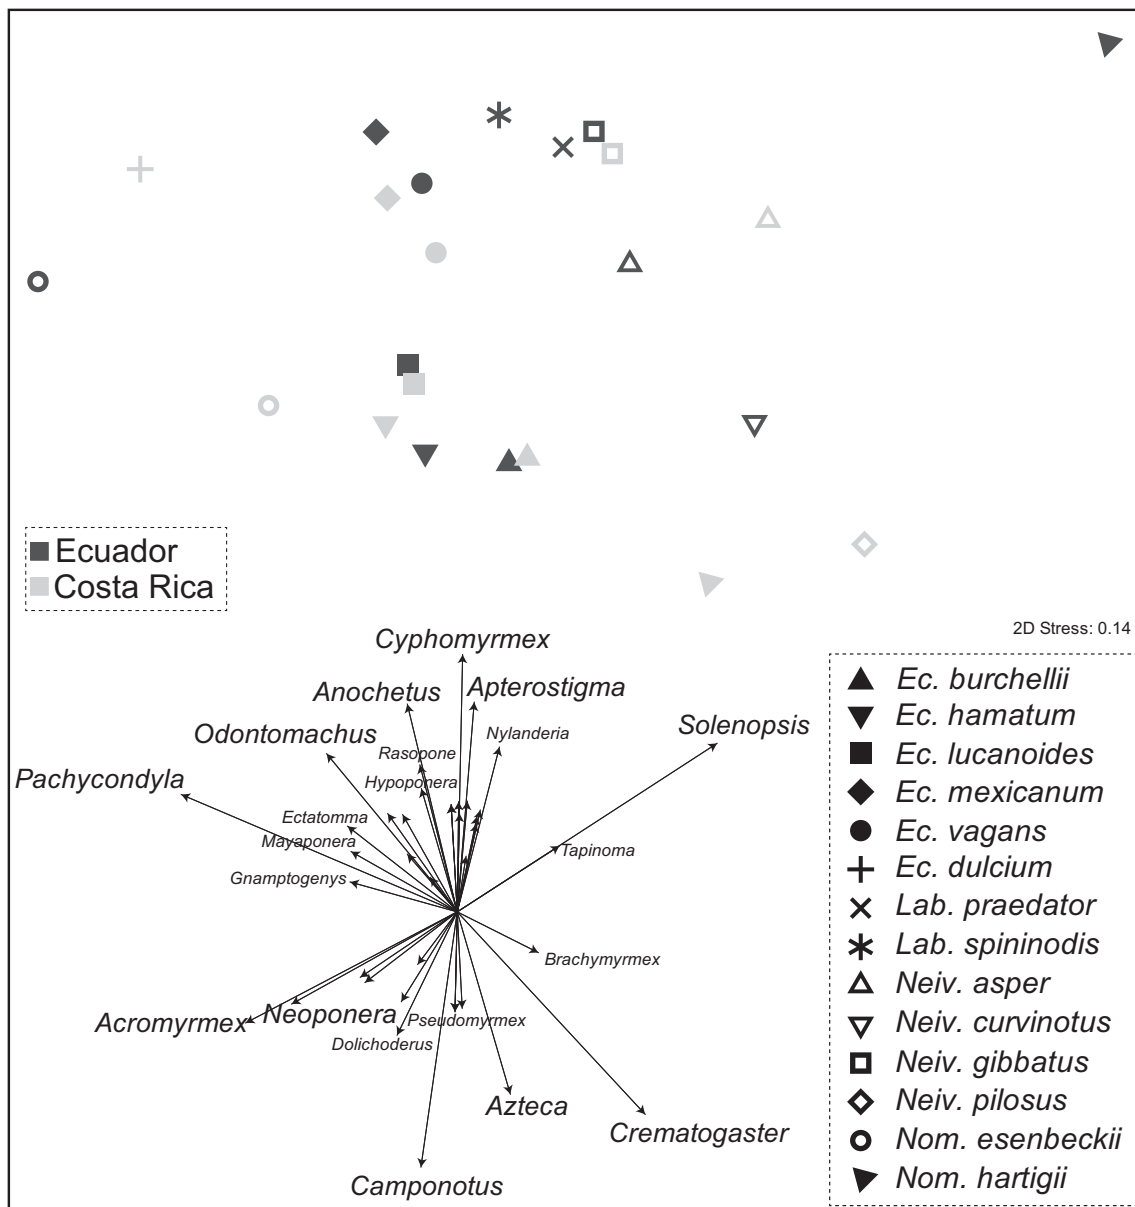 Ecuador
Costa Rica
2D Stress: 0.14
Cyphomyrmex
Anochetus
Apterostigma
Odontomachus
Rasopone
Nylanderia
Solenopsis
Pachycondyla
Hypoponera
Ectatomma
Mayaponera
Tapinoma
Gnamptogenys
Brachymyrmex
Acromyrmex
Neoponera
Pseudomyrmex
Dolichoderus
Azteca
Crematogaster
Camponotus
Ec. burchellii
Ec. hamatum
Ec. lucanoides
Ec. mexicanum
Ec. vagans
Ec. dulcium
Lab. praedator
Lab. spininodis
Neiv. asper
Neiv. curvinotus
Neiv. gibbatus
Neiv. pilosus
Nom. esenbeckii
Nom. hartigii